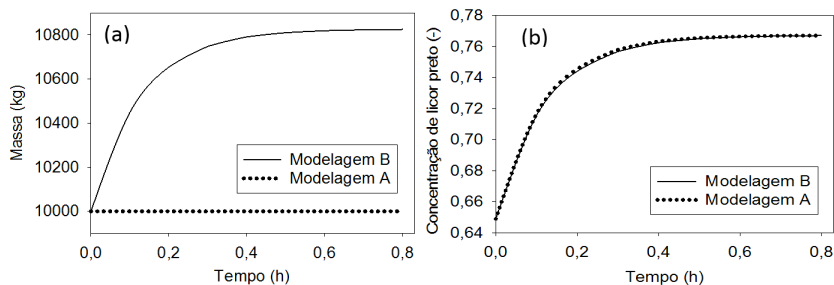 (a)
Massa (kg)
10800
10600
10400
10200
10000
Modelagem B
Modelagem A
0,0 0,2 0,4 0,6 0,8
Tempo (h)
(b)
Concentração de licor preto (-)
0,78
0,76
0,74
0,72
0,70
0,68
0,66
0,64
Modelagem B
Modelagem A
0,0 0,2 0,4 0,6 0,8
Tempo (h)